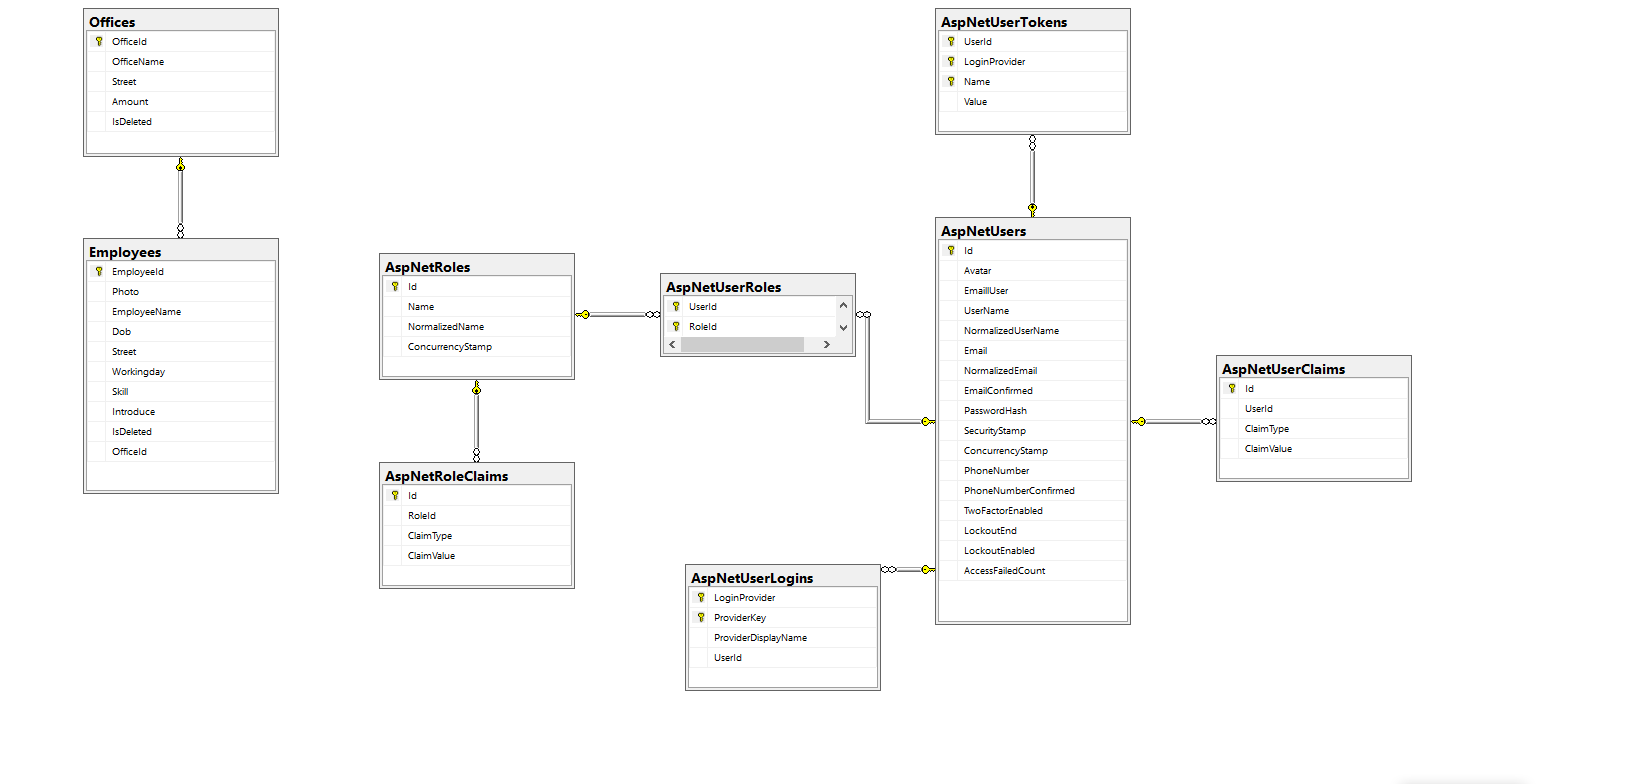 Offices
OfficeId
OfficeName
Street
Amount
IsDeleted
Employees
EmployeeId
Photo
EmployeeName
Dob
Street
Workingday
Skill
Introduce
IsDeleted
OfficeId
AspNetRoles
Id
Name
NormalizedName
ConcurrencyStamp
AspNetRoleClaims
Id
RoleId
ClaimType
ClaimValue
AspNetUserRoles
UserId
RoleId
AspNetUserLogins
LoginProvider
ProviderKey
ProviderDisplayName
UserId
AspNetUserTokens
UserId
LoginProvider
Name
Value
AspNetUsers
Id
Avatar
EmaillUser
UserName
NormalizedUserName
Email
NormalizedEmail
EmailConfirmed
PasswordHash
SecurityStamp
ConcurrencyStamp
PhoneNumber
PhoneNumberConfirmed
TwoFactorEnabled
LockoutEnd
LockoutEnabled
AccessFailedCount
AspNetUserClaims
Id
UserId
ClaimType
ClaimValue